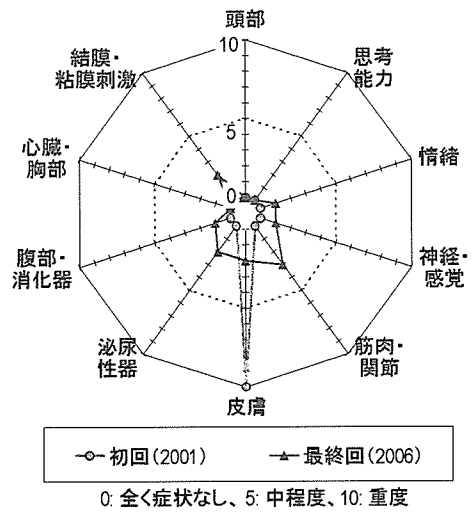 頭部
10
5
0
思考
能力
情緒
神経・
感覚
筋肉・
関節
皮膚
泌尿
性器
腹部・
消化器
心臓・
胸部
結膜・
粘膜刺激
初回(2001)
最終回(2006)
0: 全く症状なし、5: 中程度、10: 重度